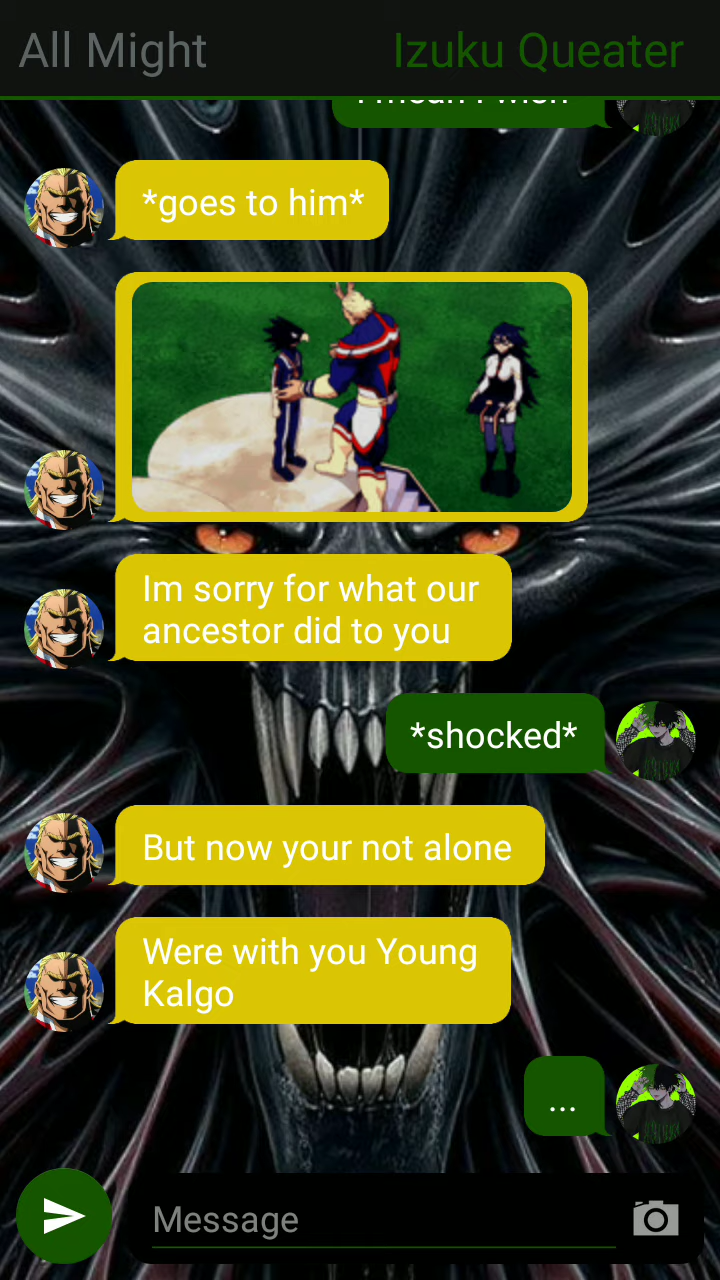 All Might
Izuku Queater
*goes to him*
Im sorry for what our
ancestor did to you
*shocked*
But now your not alone
Were with you Young
Kalgo
...
Message